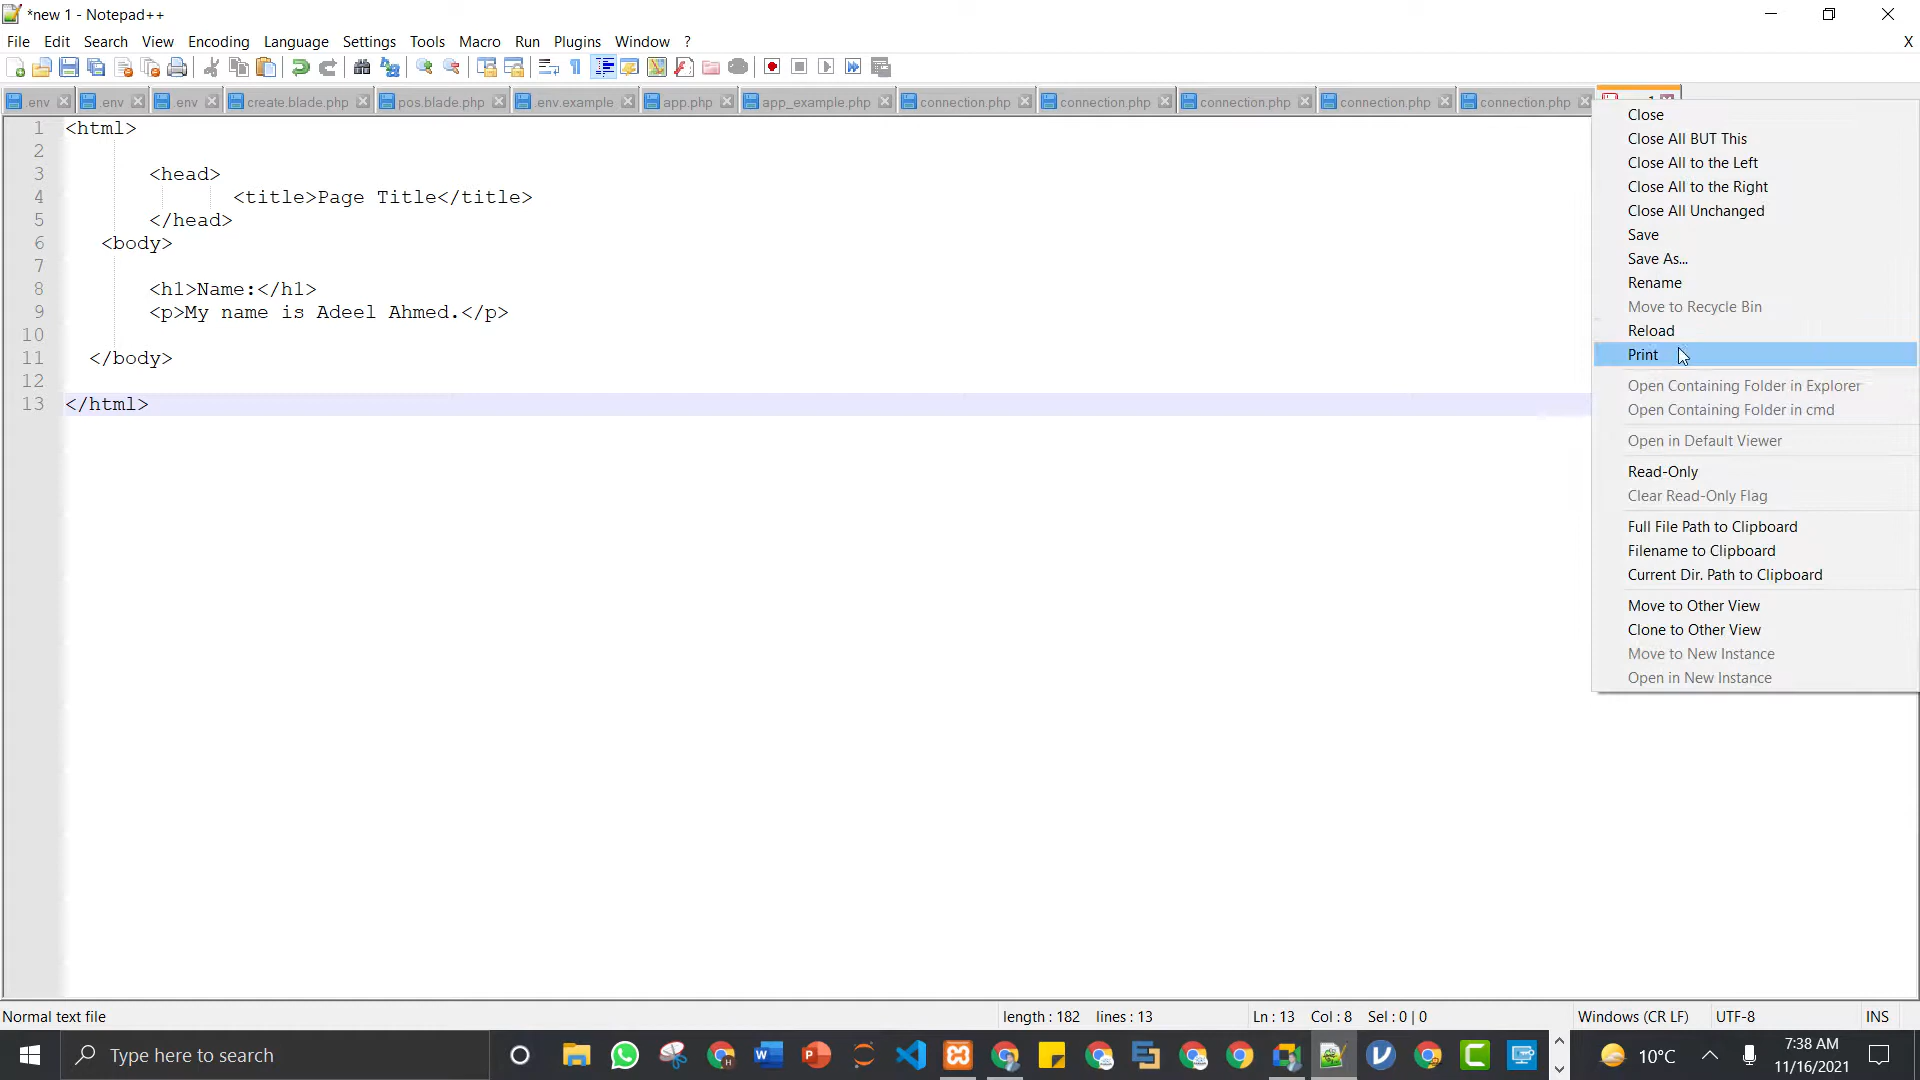 *new 1 - Notepad++
File Edit Search View Encoding Language Settings Tools Macro Run Plugins Window ? X
env .env .env create.blade.php pos.blade.php .env.example app.php app_example.php connection.php connection.php connection.php connection.php connection.php
1 <html>
2
3 <head>
4 <title>Page Title</title>
5 </head>
6 <body>
7
8 <h1>Name:</h1>
9 <p>My name is Adeel Ahmed.</p>
10
11 </body>
12
13 </html>
Close
Close All BUT This
Close All to the Left
Close All to the Right
Close All Unchanged
Save
Save As...
Rename
Move to Recycle Bin
Reload
Print
Open Containing Folder in Explorer
Open Containing Folder in cmd
Open in Default Viewer
Read-Only
Clear Read-Only Flag
Full File Path to Clipboard
Filename to Clipboard
Current Dir. Path to Clipboard
Move to Other View
Clone to Other View
Move to New Instance
Open in New Instance
Normal text file length : 182 lines : 13 Ln : 13 Col : 8 Sel : 0 | 0 Windows (CR LF) UTF-8 INS
Type here to search
10°C
7:38 AM
11/16/2021